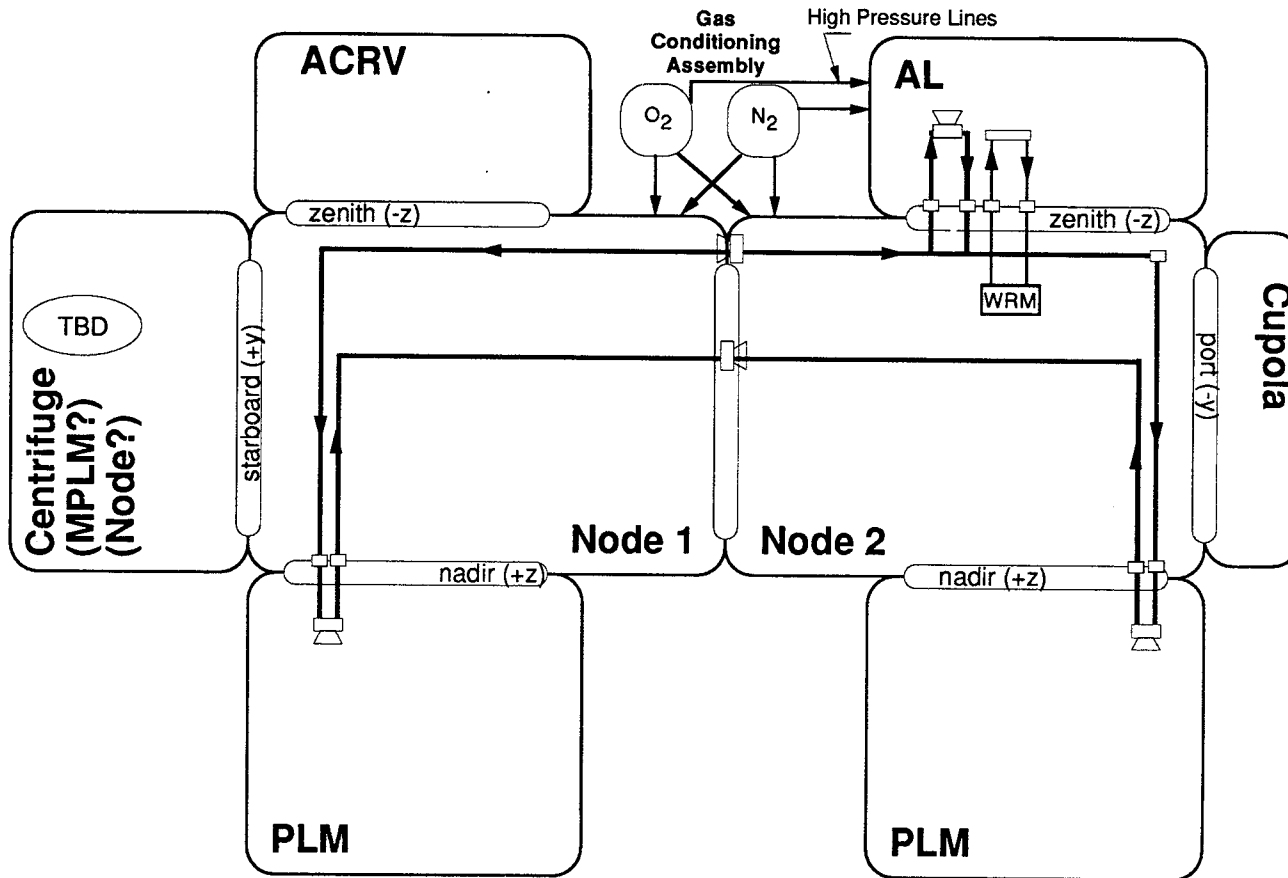 Gas
Conditioning
Assembly
High Pressure Lines
ACRV
O2
N2
AL
zenith (-z)
zenith (-z)
WRM
TBD
Centrifuge
(MPLM?)
(Node?)
starboard (+y)
port (-y)
Cupola
Node 1
Node 2
nadir (+z)
nadir (+z)
PLM
PLM